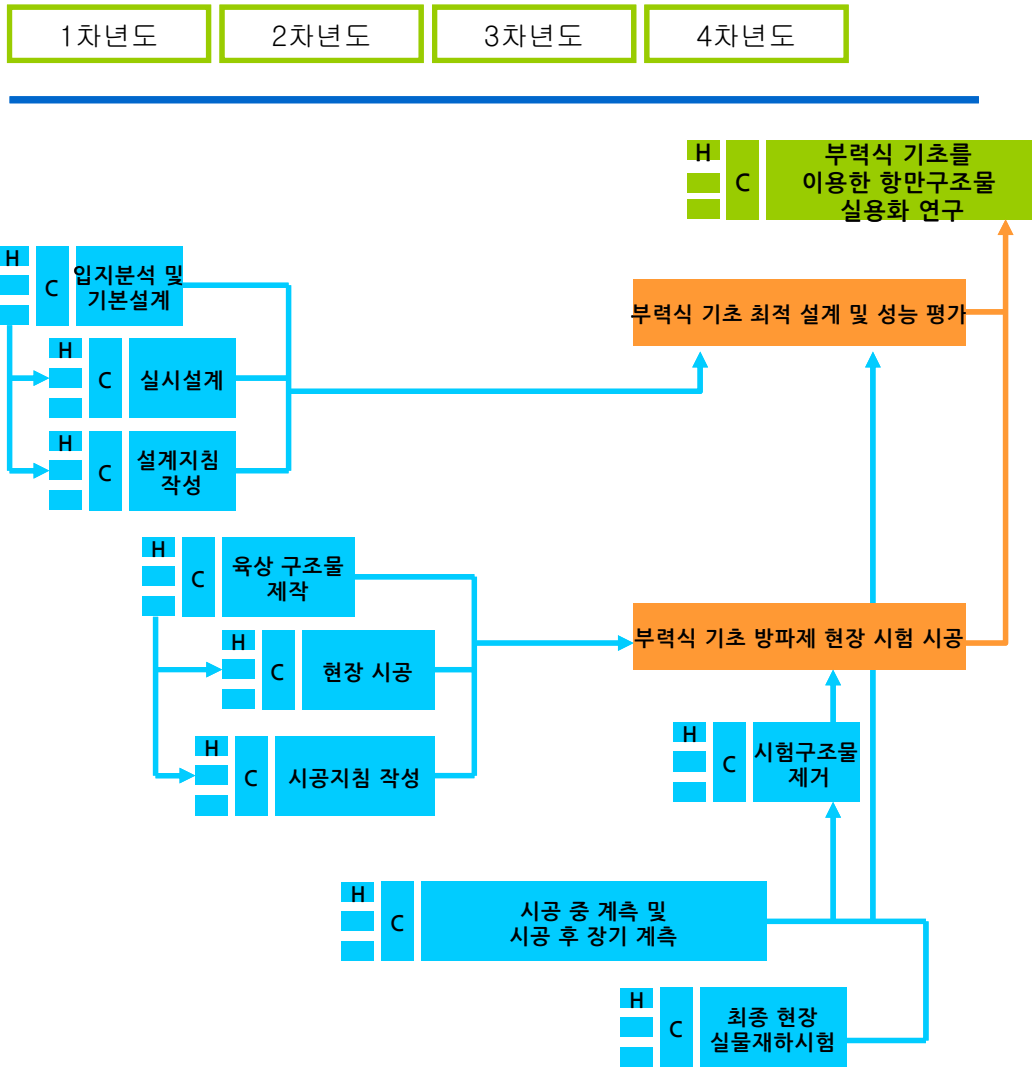 1차년도
2차년도
3차년도
4차년도
H
C
부력식 기초를
이용한 항만구조물
실용화 연구
H
C
입지분석 및
기본설계
부력식 기초 최적 설계 및 성능 평가
H
C
실시설계
H
C
설계지침
작성
H
C
육상 구조물
제작
부력식 기초 방파제 현장 시험 시공
H
C
현장 시공
H
C
시공지침 작성
H
C
시험구조물
제거
H
C
시공 중 계측 및
시공 후 장기 계측
H
C
최종 현장
실물재하시험